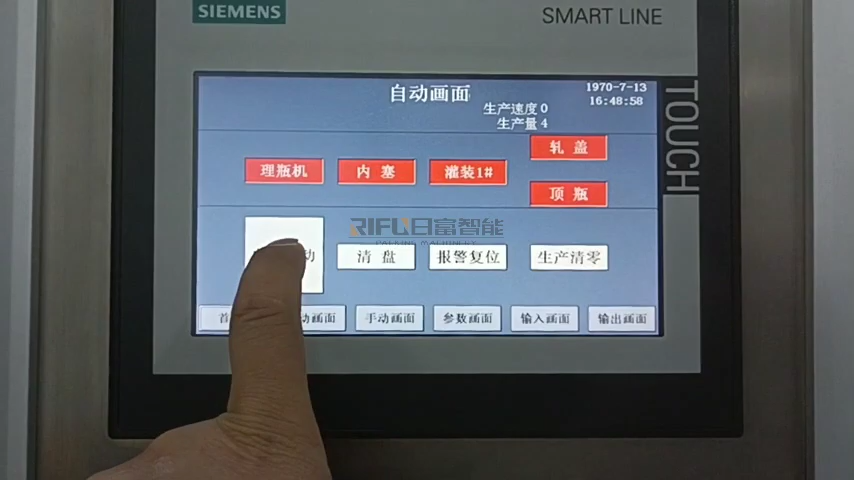 SIEMENS
SMART LINE
TOUCH
自动画面
1970-7-13
16:48:58
生产速度 0
生产量 4
理瓶机
内 塞
灌装1#
轧 盖
顶 瓶
RIFU日富智能
PACKING MACHINERY
动
清 盘
报警复位
生产清零
首
动画面
手动画面
参数画面
输入画面
输出画面